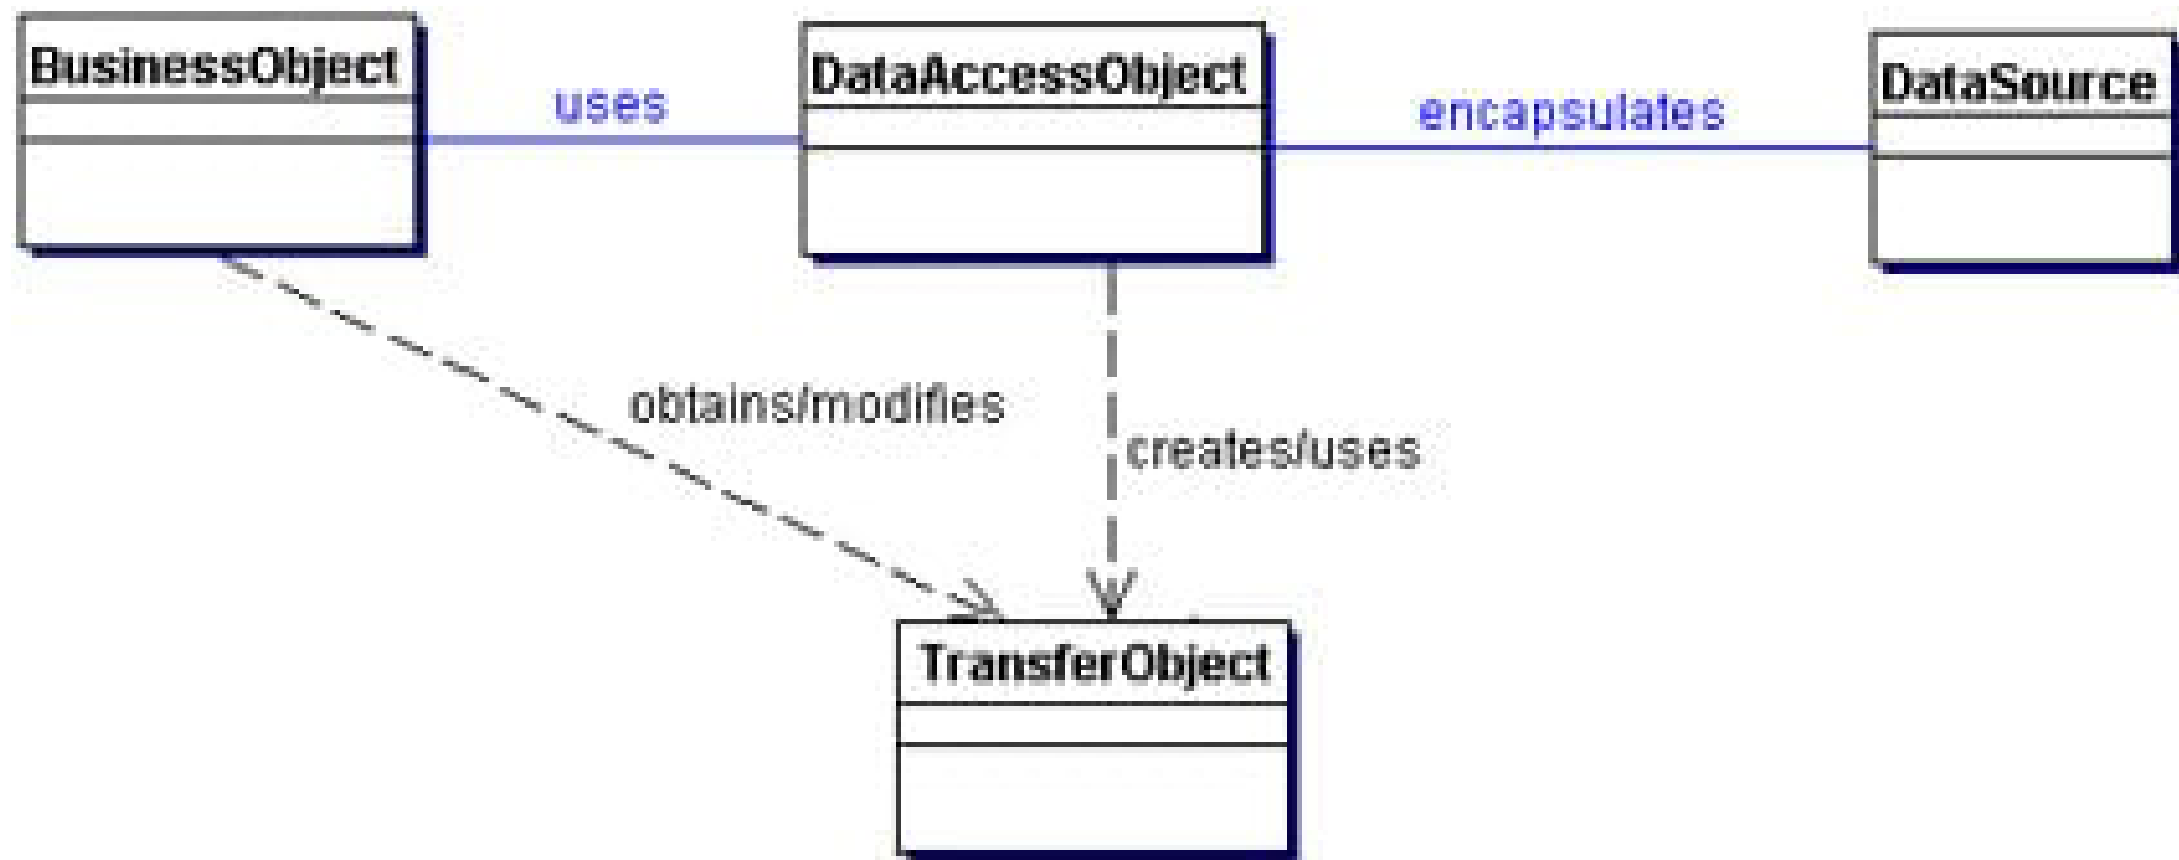 BusinessObject
uses
DataAccessObject
encapsulates
DataSource
obtains/modifies
creates/uses
TransferObject